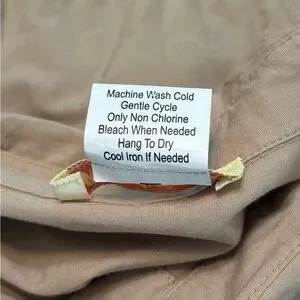 Machine Wash Cold
Gentle Cycle
Only Non Chlorine
Bleach When Needed
Hang To Dry
Cool Iron If Needed